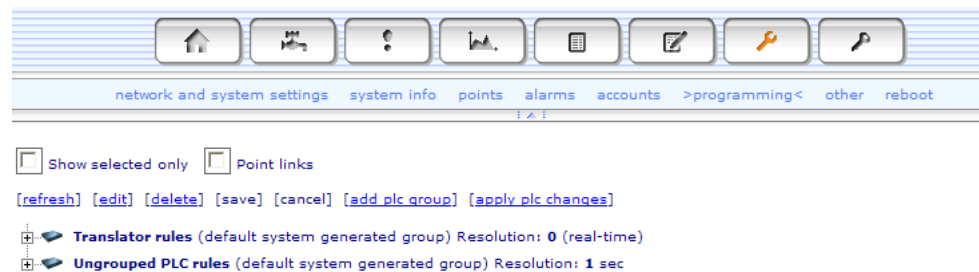 network and system settings system info points alarms accounts >programming< other reboot
Show selected only Point links
[refresh] [edit] [delete] [save] [cancel] [add plc group] [apply plc changes]
Translator rules (default system generated group) Resolution: 0 (real-time)
Ungrouped PLC rules (default system generated group) Resolution: 1 sec